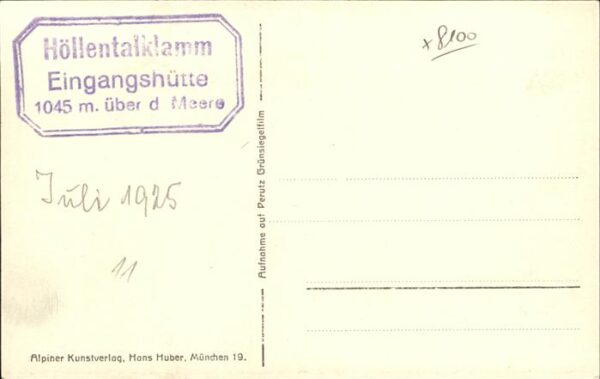 Höllentalklamm
Eingangshütte
1045 m. über d Meere
x 8100
Juli 1925
11
Aufnahme auf Perutz Grünsiegelfilm
Alpiner Kunstverlag, Hans Huber, München 19.